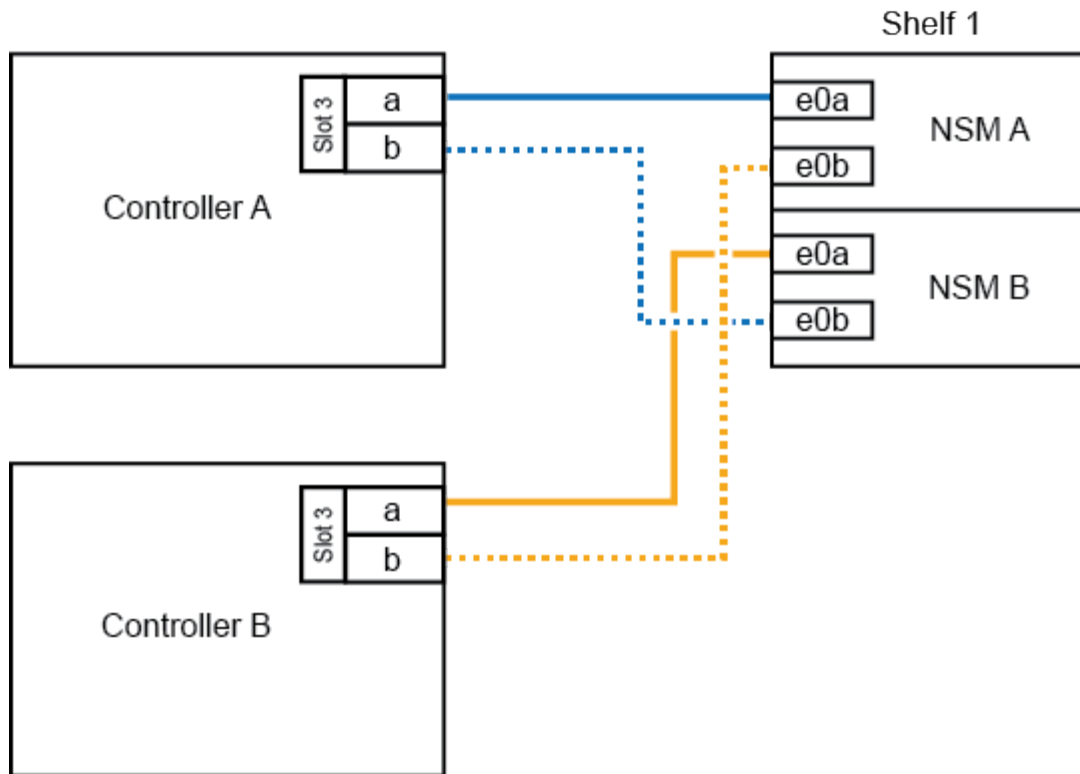 Shelf 1
Slot 3
a
b
Controller A
e0a
e0b
NSM A
e0a
e0b
NSM B
Slot 3
a
b
Controller B